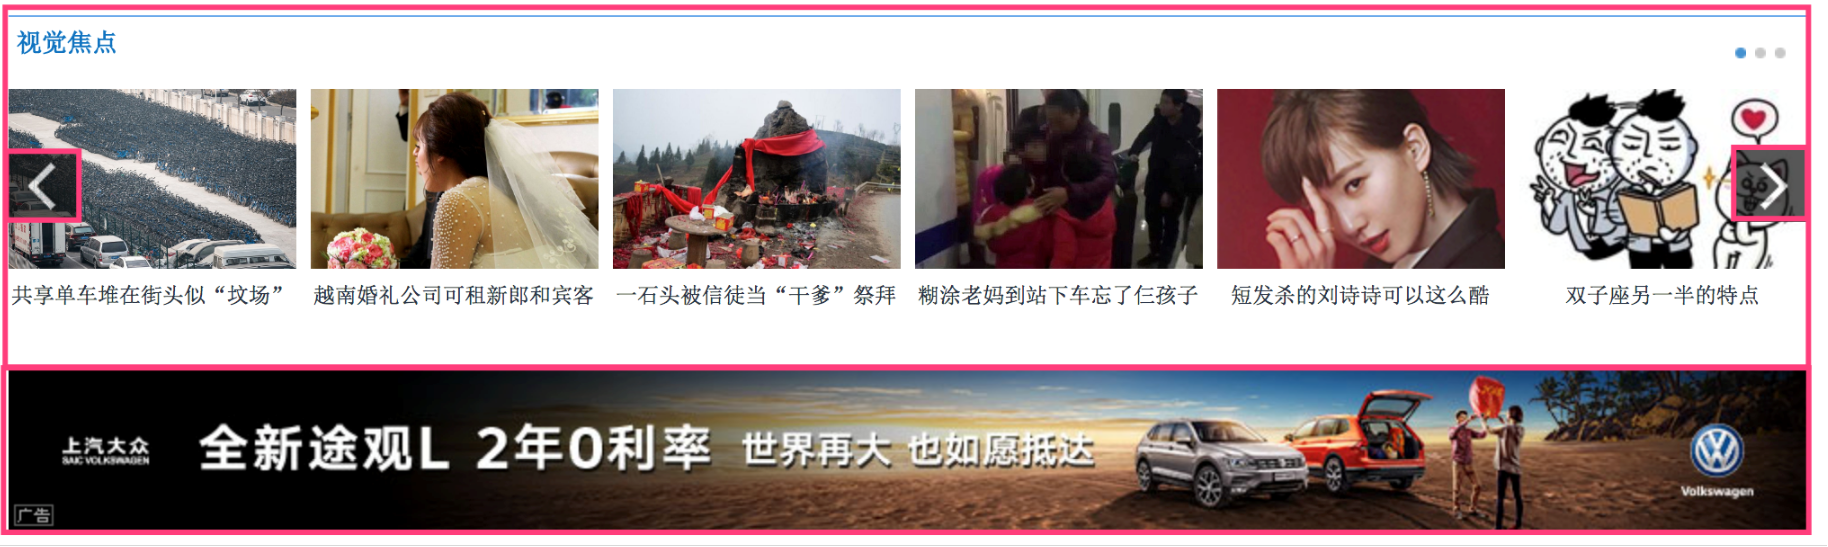 视觉焦点
共享单车堆在街头似“坟场”
越南婚礼公司可租新郎和宾客
一石头被信徒当“干爹”祭拜
糊涂老妈到站下车忘了仨孩子
短发杀的刘诗诗可以这么酷
双子座另一半的特点
上汽大众
SAIC VOLKSWAGEN
全新途观L 2年0利率 世界再大 也如愿抵达
Volkswagen
广告